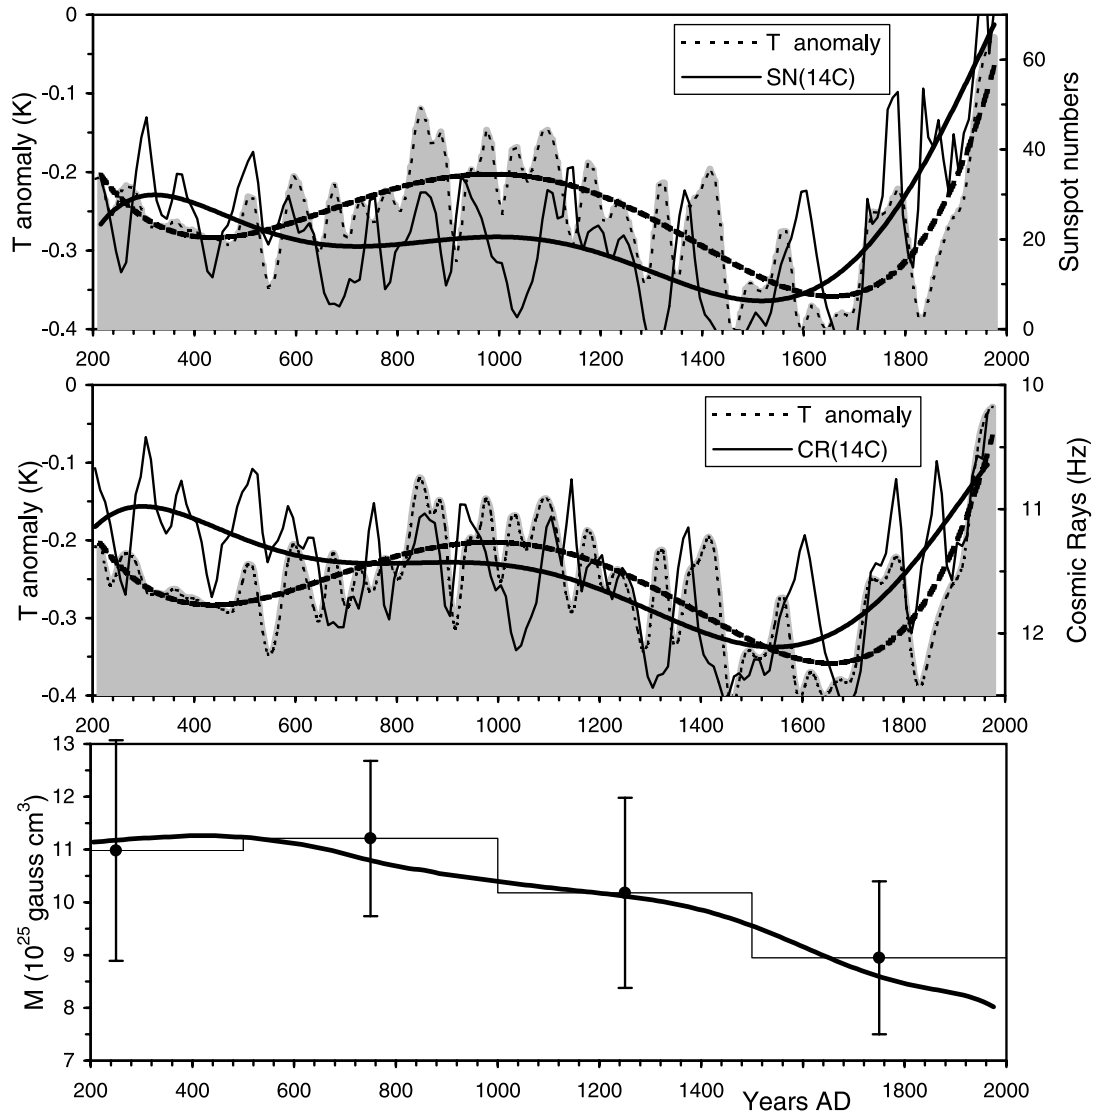 0
-0.1
-0.2
-0.3
-0.4
T anomaly (K)
T anomaly
SN(14C)
60
40
20
0
Sunspot numbers
200 400 600 800 1000 1200 1400 1600 1800 2000
0
-0.1
-0.2
-0.3
-0.4
T anomaly (K)
T anomaly
CR(14C)
10
11
12
Cosmic Rays (Hz)
200 400 600 800 1000 1200 1400 1600 1800 2000
13
12
11
10
9
8
7
M (10²⁵ gauss cm³)
200 400 600 800 1000 1200 1400 1600 1800 2000
Years AD